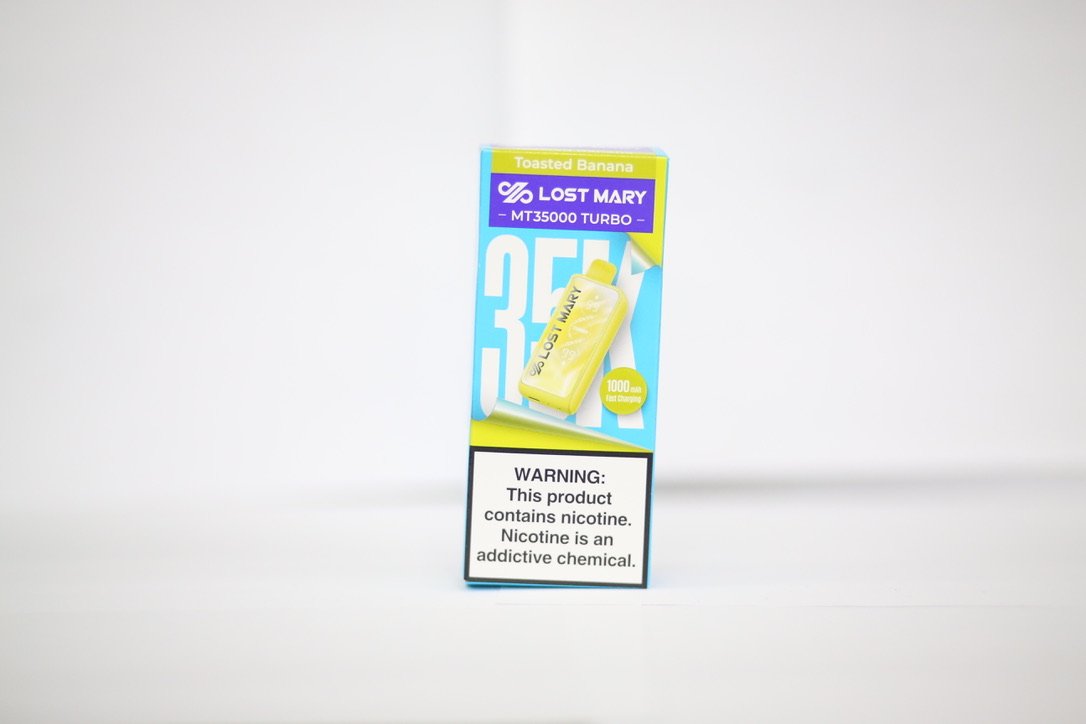 Toasted Banana
LOST MARY
– MT35000 TURBO –
35K
LOST MARY
1000 mAh
Fast Charging
WARNING:
This product
contains nicotine.
Nicotine is an
addictive chemical.